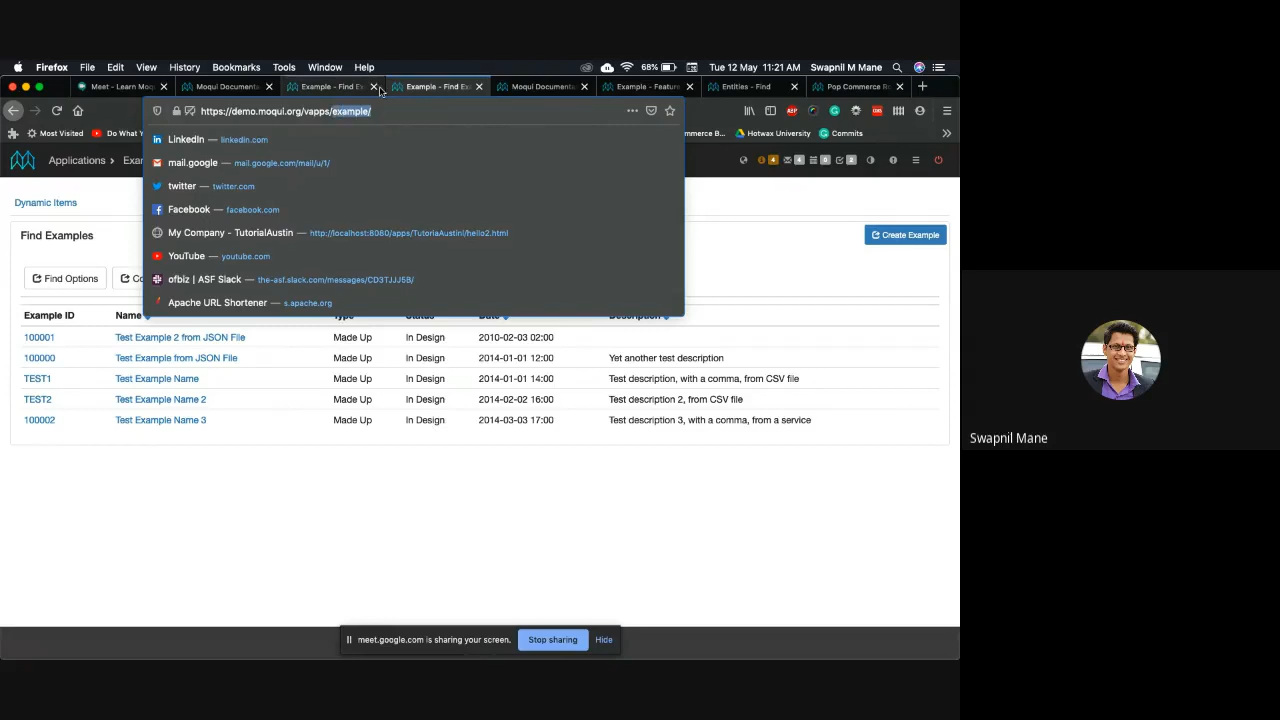 Firefox File Edit View History Bookmarks Tools Window Help 68% Tue 12 May 11:21 AM Swapnil M Mane
Meet - Learn Mo Moqui Documenta Example - Find Ex Example - Find Ex Moqui Documenta Example - Featur Entities - Find Pop Commerce R
https://demo.moqui.org/vapps/example/
Most Visited Do What Y mmerce B... Hotwax University Commits
LinkedIn — linkedin.com
Applications Exa 4 4 0 2
mail.google — mail.google.com/mail/u/1/
twitter — twitter.com
Dynamic Items
Facebook — facebook.com
Find Examples
My Company - TutorialAustin — http://localhost:8080/apps/TutoriaAustinl/hello2.html
Create Example
YouTube — youtube.com
Find Options Co
ofbiz | ASF Slack — the-asf.slack.com/messages/CD3TJJJ5B/
Apache URL Shortener — s.apache.org
Example ID Name Type Status Date Description
100001 Test Example 2 from JSON File Made Up In Design 2010-02-03 02:00
100000 Test Example from JSON File Made Up In Design 2014-01-01 12:00 Yet another test description
TEST1 Test Example Name Made Up In Design 2014-01-01 14:00 Test description, with a comma, from CSV file
TEST2 Test Example Name 2 Made Up In Design 2014-02-02 16:00 Test description 2, from CSV file
100002 Test Example Name 3 Made Up In Design 2014-03-03 17:00 Test description 3, with a comma, from a service
Swapnil Mane
meet.google.com is sharing your screen. Stop sharing Hide